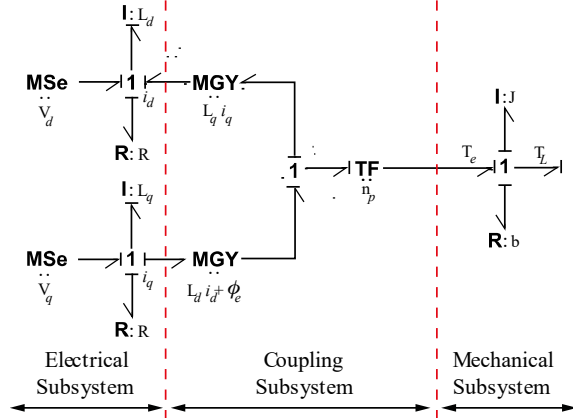 I: L_d
MSe 1 MGY
V_d i_d L_q i_q
R: R
I: J
1 TF T_e 1 T_L
n_p
I: L_q
R: b
MSe 1 MGY
V_q i_q L_d i_d + ϕ_e
R: R
Electrical Coupling Mechanical
Subsystem Subsystem Subsystem